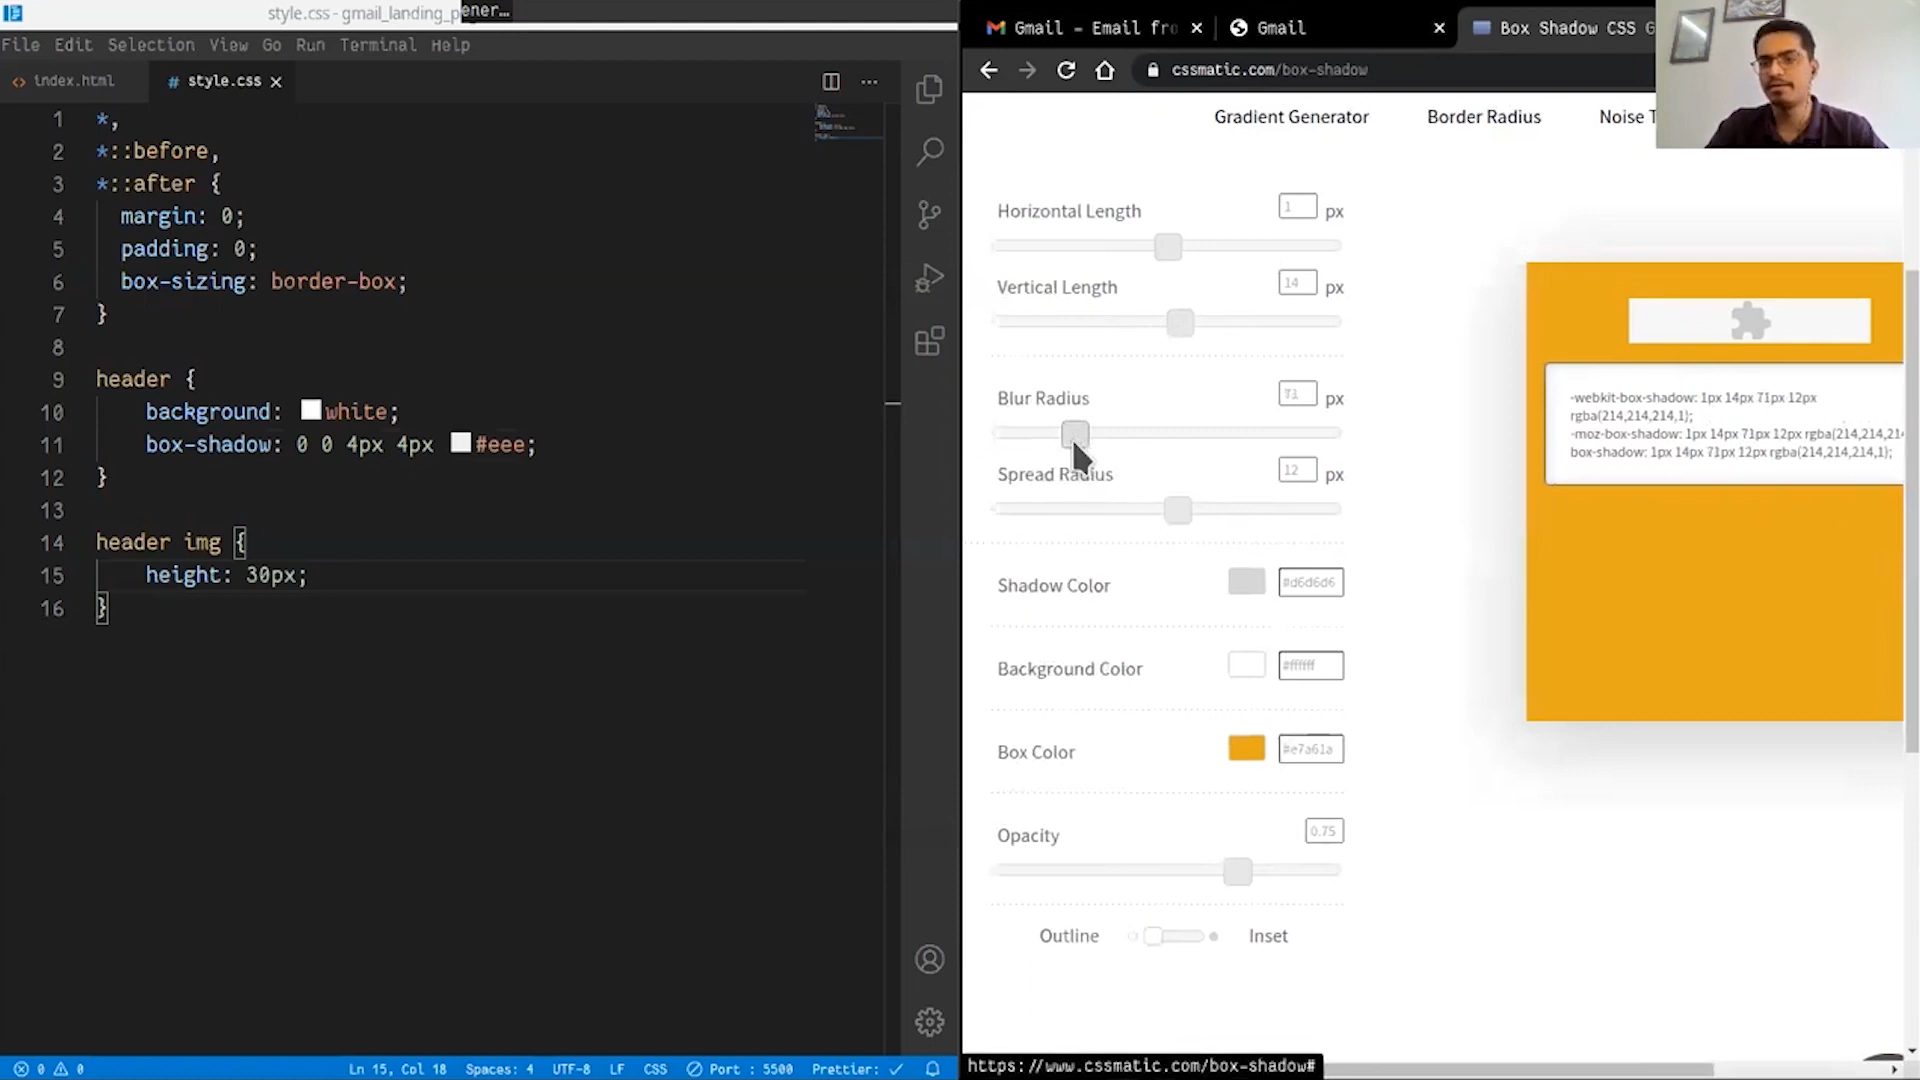 style.css - gmail_landing_p
ener...
File Edit Selection View Go Run Terminal Help
<> index.html
# style.css ×
1 *,
2 *::before,
3 *::after {
4 margin: 0;
5 padding: 0;
6 box-sizing: border-box;
7 }
8
9 header {
10 background: white;
11 box-shadow: 0 0 4px 4px #eee;
12 }
13
14 header img {
15 height: 30px;
16 }
0 0
Ln 15, Col 18 Spaces: 4 UTF-8 LF CSS Port : 5500 Prettier: ✓
Gmail – Email fro ×
Gmail ×
Box Shadow CSS G
cssmatic.com/box-shadow
Gradient Generator Border Radius Noise T
Horizontal Length 1 px
Vertical Length 14 px
Blur Radius 71 px
Spread Radius 12 px
Shadow Color #d6d6d6
Background Color #ffffff
Box Color #e7a61a
Opacity 0.75
Outline Inset
-webkit-box-shadow: 1px 14px 71px 12px
rgba(214,214,214,1);
-moz-box-shadow: 1px 14px 71px 12px rgba(214,214,214
box-shadow: 1px 14px 71px 12px rgba(214,214,214,1);
https://www.cssmatic.com/box-shadow#